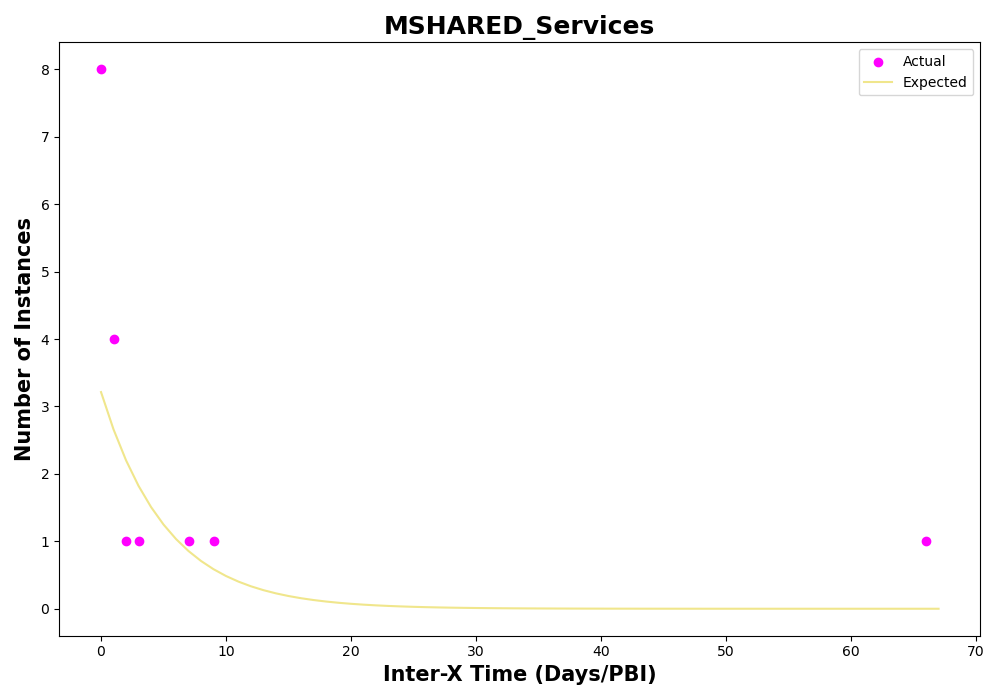 MSHARED_Services
Actual
Expected
Number of Instances
8
7
6
5
4
3
2
1
0
0 10 20 30 40 50 60 70
Inter-X Time (Days/PBI)